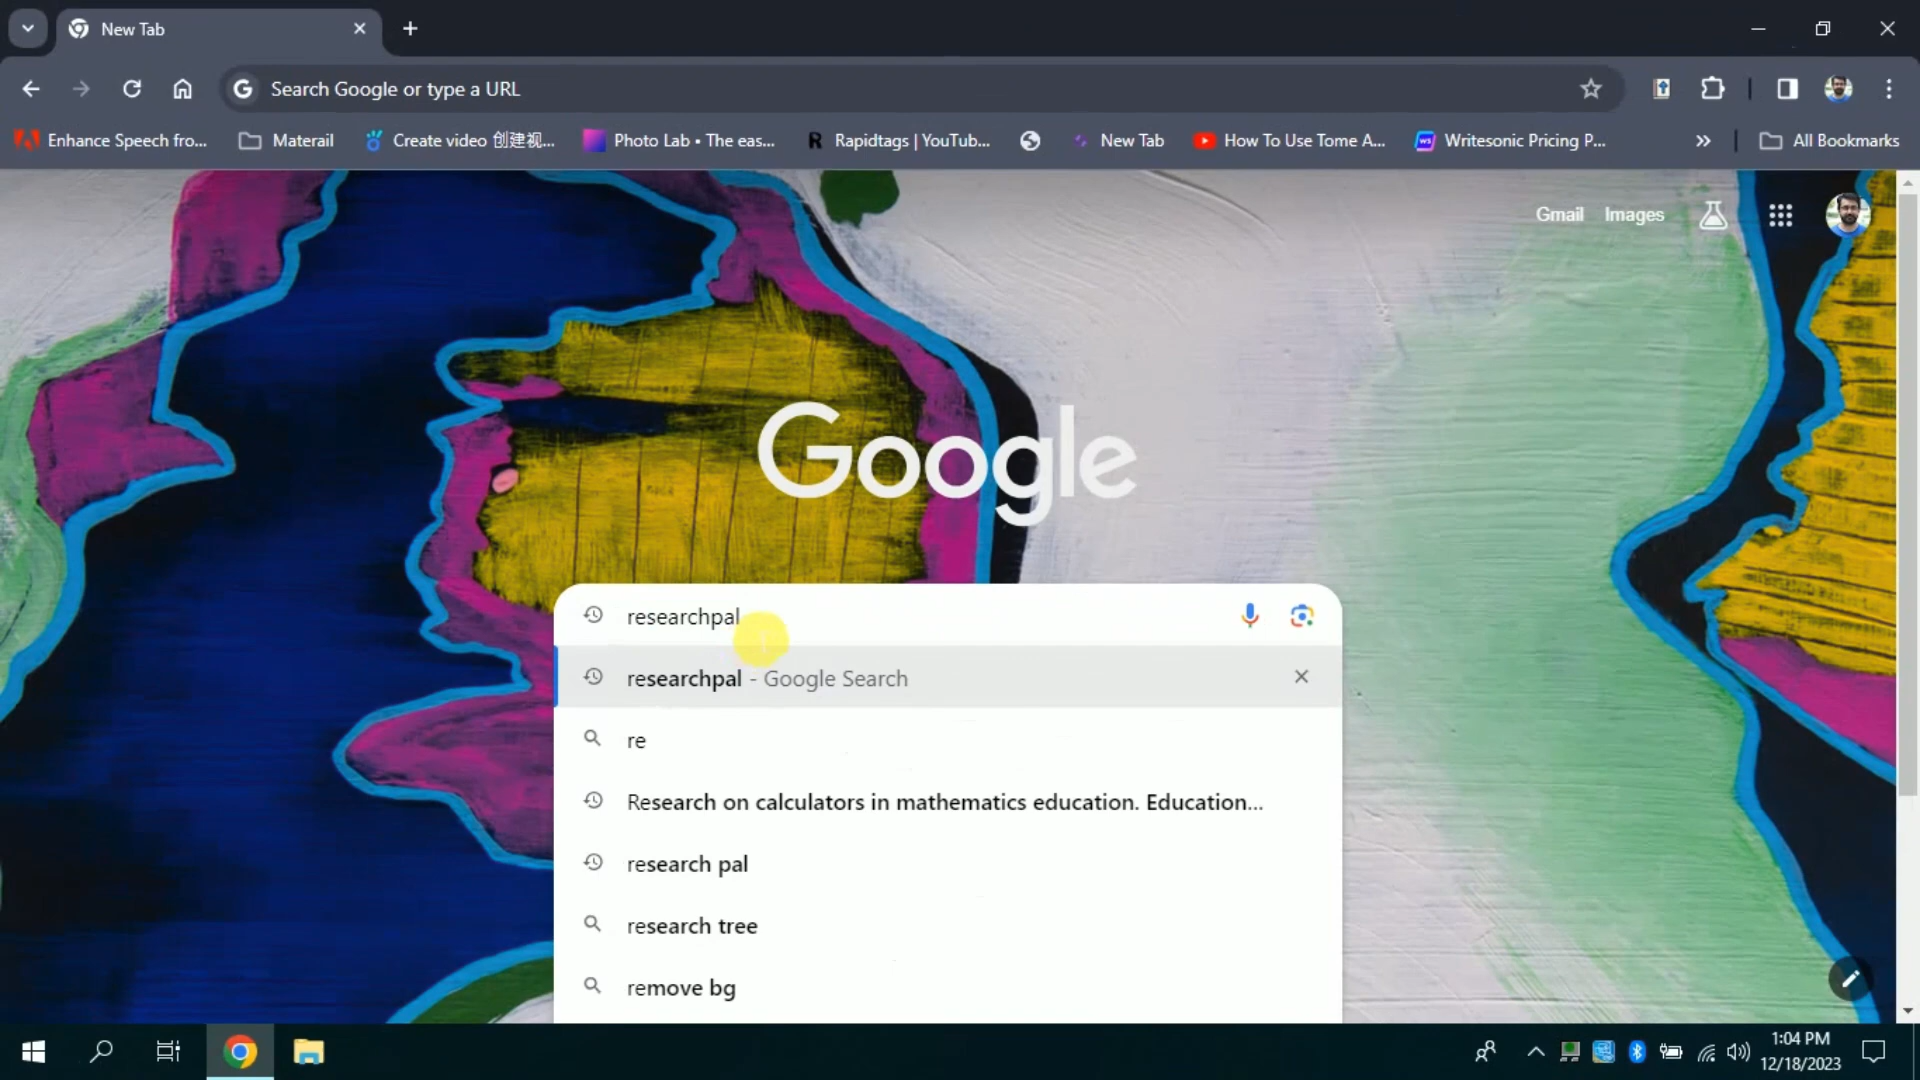 New Tab
Search Google or type a URL
Enhance Speech fro... Materail Create video 创建视... Photo Lab • The eas... Rapidtags | YouTub... New Tab How To Use Tome A... Writesonic Pricing P... » All Bookmarks
Gmail Images
Google
researchpal
researchpal - Google Search
re
Research on calculators in mathematics education. Education...
research pal
research tree
remove bg
1:04 PM
12/18/2023